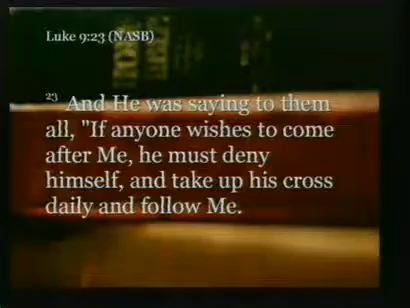 Luke 9:23 (NASB)
23 And He was saying to them
all, "If anyone wishes to come
after Me, he must deny
himself, and take up his cross
daily and follow Me.